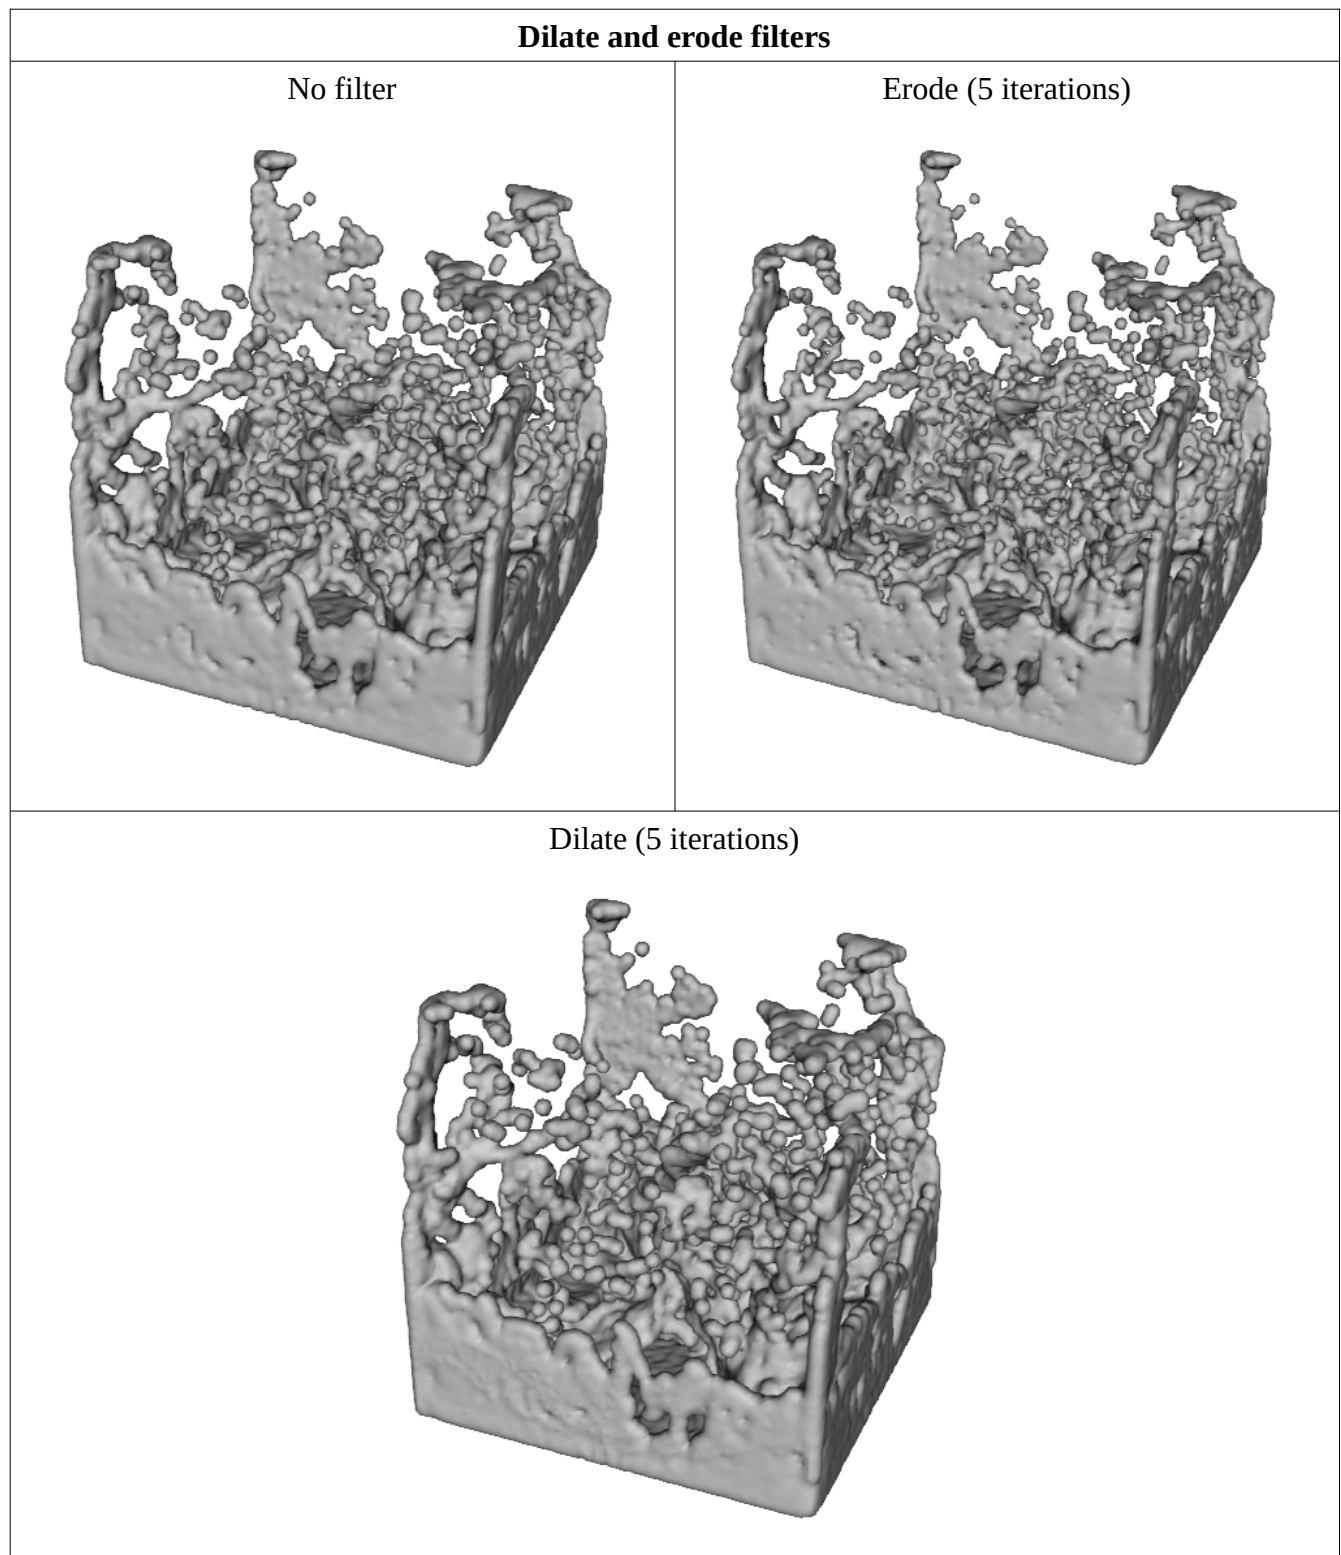 Dilate and erode filters
No filter
Erode (5 iterations)
Dilate (5 iterations)